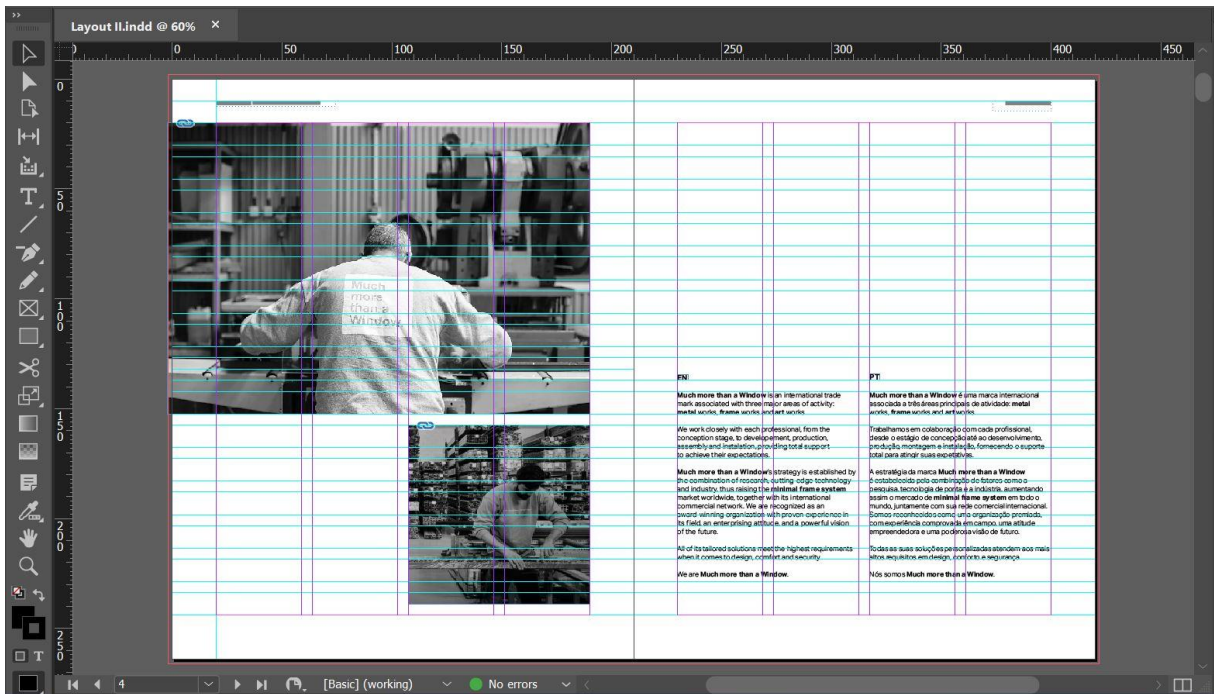 Layout II.indd @ 60% ×
0 50 100 150 200 250 300 350 400 450
0
50
100
150
200
250
Much
more
than a
Window
EN
Much more than a Window is an international trade
mark associated with three major areas of activity:
metal works, frame works and art works.
We work closely with each professional, from the
conception stage, to developement, production,
assembly and instalation, providing total support
to achieve their expectations.
Much more than a Window's strategy is established by
the combination of research, cutting-edge technology
and industry, thus raising the minimal frame system
market worldwide, together with its international
commercial network. We are recognized as an
award winning organization with proven experience in
its field, an enterprising attitude, and a powerful vision
of the future.
All of its tailored solutions meet the highest requirements
when it comes to design, comfort and security.
We are Much more than a Window.
PT
Much more than a Window é uma marca internacional
associada a três áreas principais de atividade: metal
works, frame works and art works.
Trabalhamos em colaboração com cada profissional,
desde o estágio de concepção até ao desenvolvimento,
produção, montagem e instalação, fornecendo o suporte
total para atingir suas expetativas.
A estratégia da marca Much more than a Window
é estabelecida pela combinação de fatores como a
pesquisa, tecnologia de ponta e a indústria, aumentando
assim o mercado de minimal frame system em todo o
mundo, juntamente com sua rede comercial internacional.
Somos reconhecidos como uma organização premiada,
com experiência comprovada em campo, uma atitude
empreendedora e uma poderosa visão de futuro.
Todas as suas soluções personalizadas atendem aos mais
altos requisitos em design, conforto e segurança.
Nós somos Much more than a Window.
4 [Basic] (working) No errors